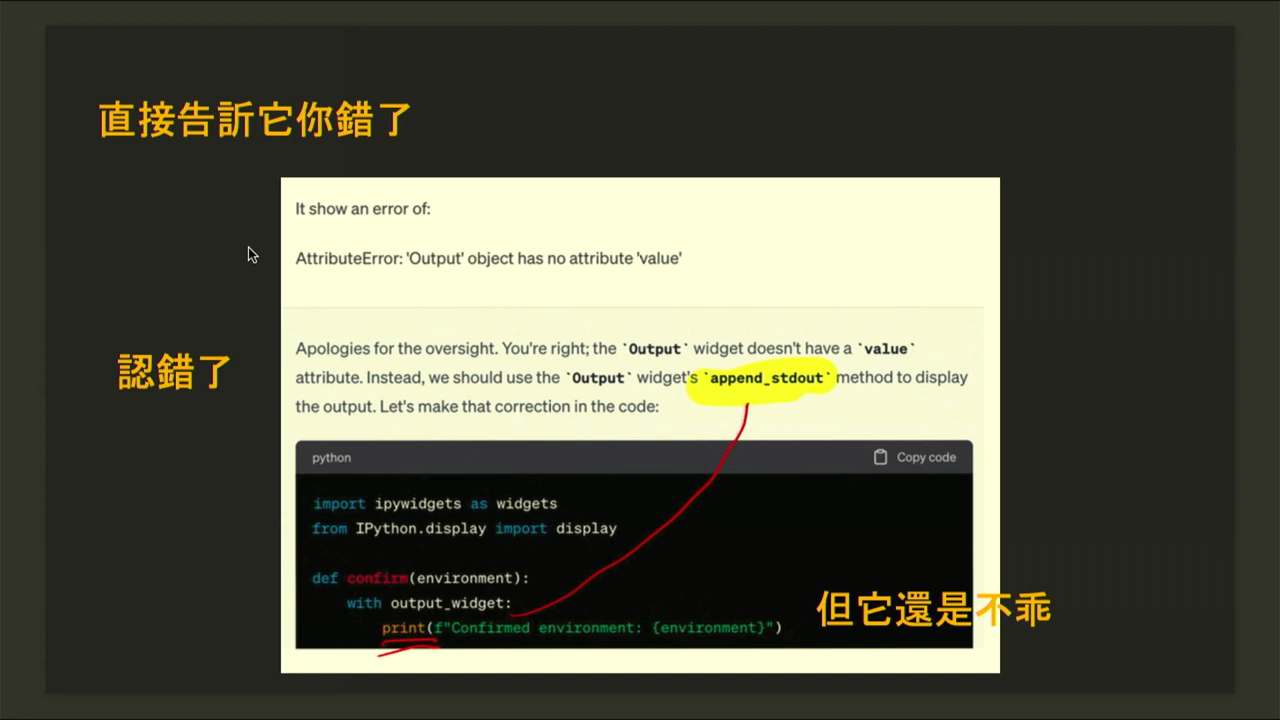 直接告訴它你錯了
It show an error of:
AttributeError: 'Output' object has no attribute 'value'
認錯了
Apologies for the oversight. You're right; the `Output` widget doesn't have a `value`
attribute. Instead, we should use the `Output` widget's `append_stdout` method to display
the output. Let's make that correction in the code:
python
Copy code
import ipywidgets as widgets
from IPython.display import display
def confirm(environment):
with output_widget:
print(f"Confirmed environment: {environment}")
但它還是不乖